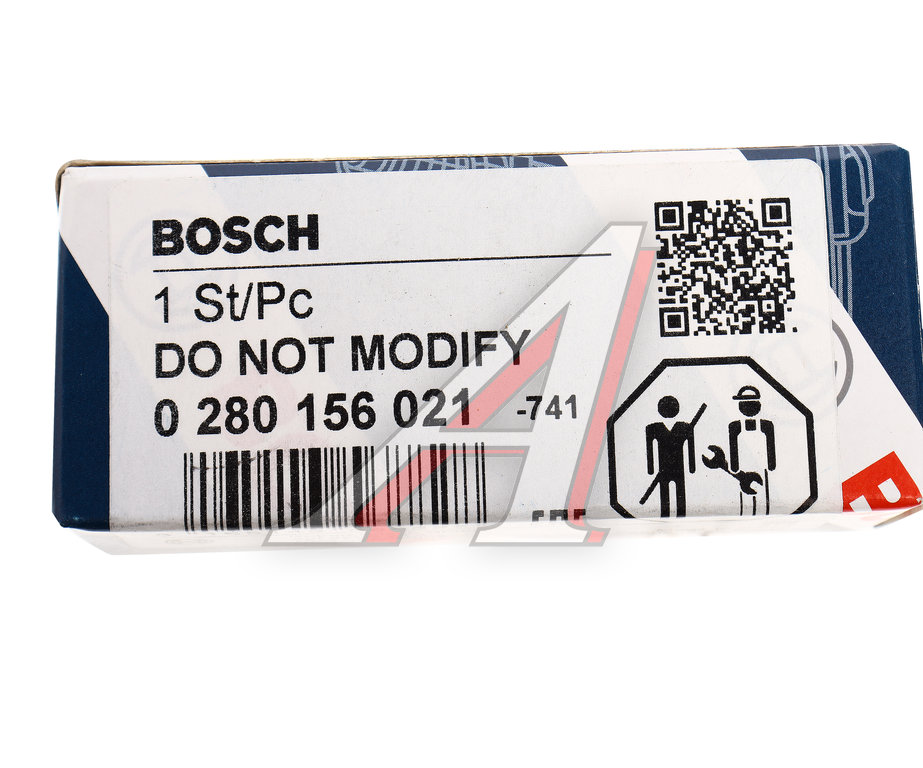 BOSCH
1 St/Pc
DO NOT MODIFY
0 280 156 021 -741